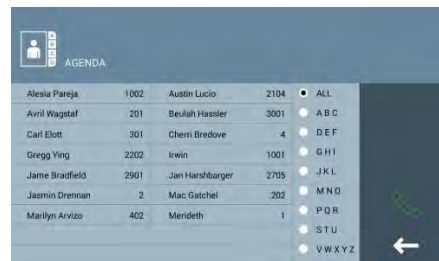 A
B
C
D
AGENDA
Alesia Pareja 1002 Austin Lucio 2104 ALL
Avril Wagstaf 201 Beulah Hassler 3001 A B C
Carl Elott 301 Cherri Bredove 4 D E F
Gregg Ying 2202 Irwin 1001 G H I
Jame Bradfield 2901 Jan Harshbarger 2705 J K L
Jasmin Drennan 2 Mac Gatchel 202 M N O
Marilyn Arvizo 402 Merideth 1 P Q R
S T U
V W X Y Z